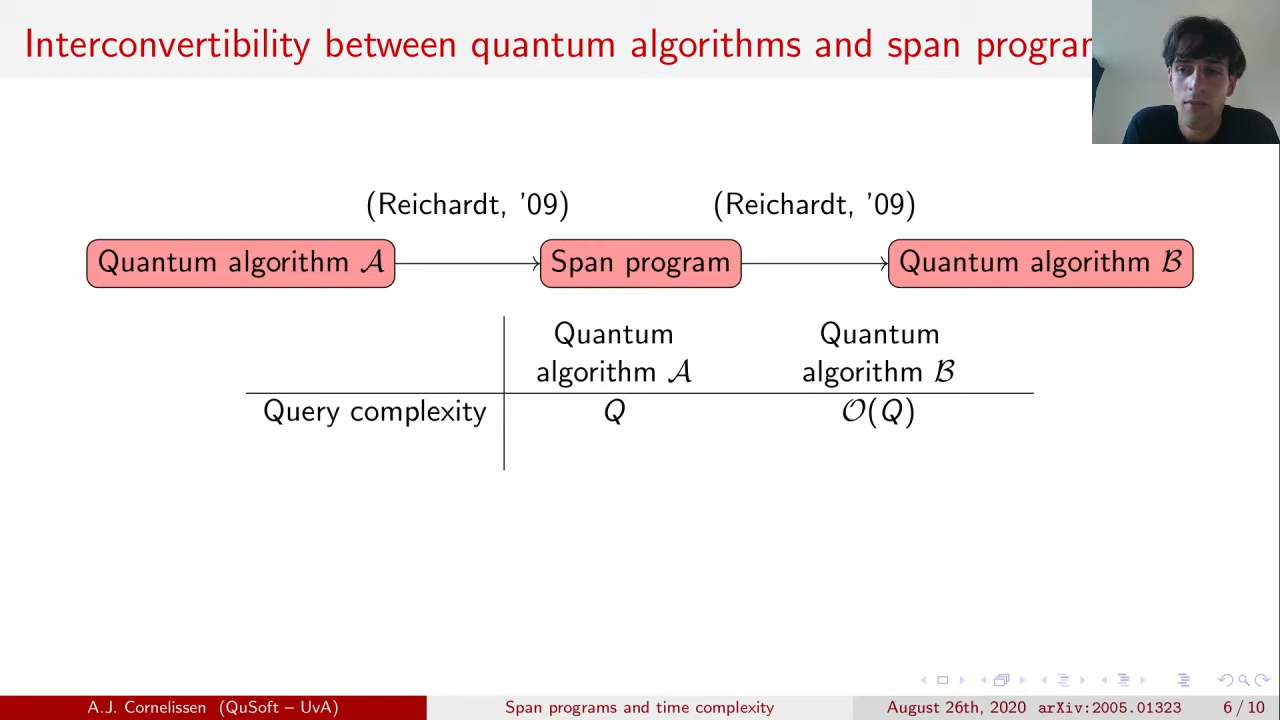 Interconvertibility between quantum algorithms and span program
(Reichardt, '09) (Reichardt, '09)
Quantum algorithm 𝒜 Span program Quantum algorithm ℬ
Quantum Quantum
algorithm 𝒜 algorithm ℬ
Query complexity Q 𝒪(Q)
A.J. Cornelissen (QuSoft – UvA) Span programs and time complexity August 26th, 2020 arXiv:2005.01323 6 / 10